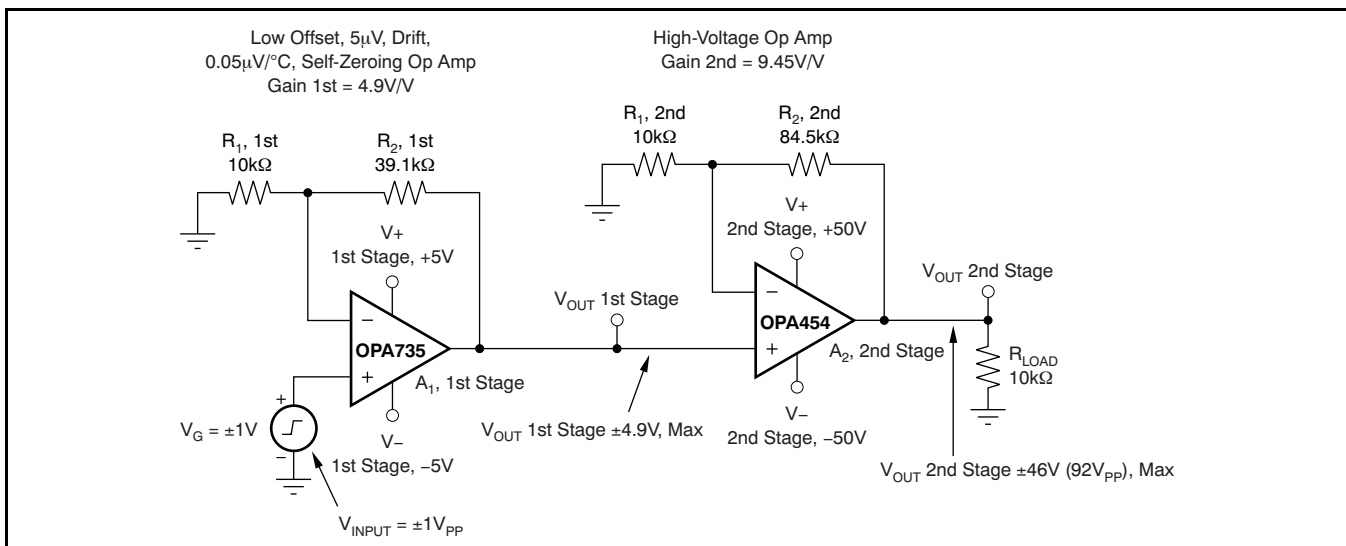 Low Offset, 5μV, Drift,
0.05μV/°C, Self-Zeroing Op Amp
Gain 1st = 4.9V/V
High-Voltage Op Amp
Gain 2nd = 9.45V/V
R1, 1st
10kΩ
R2, 1st
39.1kΩ
R1, 2nd
10kΩ
R2, 2nd
84.5kΩ
V+
1st Stage, +5V
V+
2nd Stage, +50V
VOUT 2nd Stage
VOUT 1st Stage
−
OPA735
+
A1, 1st Stage
−
OPA454
+
A2, 2nd Stage
RLOAD
10kΩ
+
VG = ±1V
−
V−
1st Stage, −5V
VOUT 1st Stage ±4.9V, Max
V−
2nd Stage, −50V
VOUT 2nd Stage ±46V (92VPP), Max
VINPUT = ±1VPP